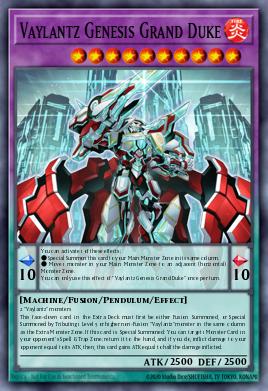 Vaylantz Genesis Grand Duke
You can activate 1 of these effects;
● Special Summon this card to your Main Monster Zone in its same column.
● Move 1 monster in your Main Monster Zone to an adjacent (horizontal)
Monster Zone.
You can only use this effect of "Vaylantz Genesis Grand Duke" once per turn.
10
10
[Machine/Fusion/Pendulum/Effect]
2 "Vaylantz" monsters
This face-down card in the Extra Deck must first be either Fusion Summoned, or Special
Summoned by Tributing 1 Level 5 or higher non-Fusion "Vaylantz" monster in the same column
as the Extra Monster Zone. If this card is Special Summoned: You can target 1 Monster Card in
your opponent's Spell & Trap Zone; return it to the hand, and if you do, inflict damage to your
opponent equal to its ATK, then, this card gains ATK equal to half the damage inflicted.
ATK/2500 DEF/2500